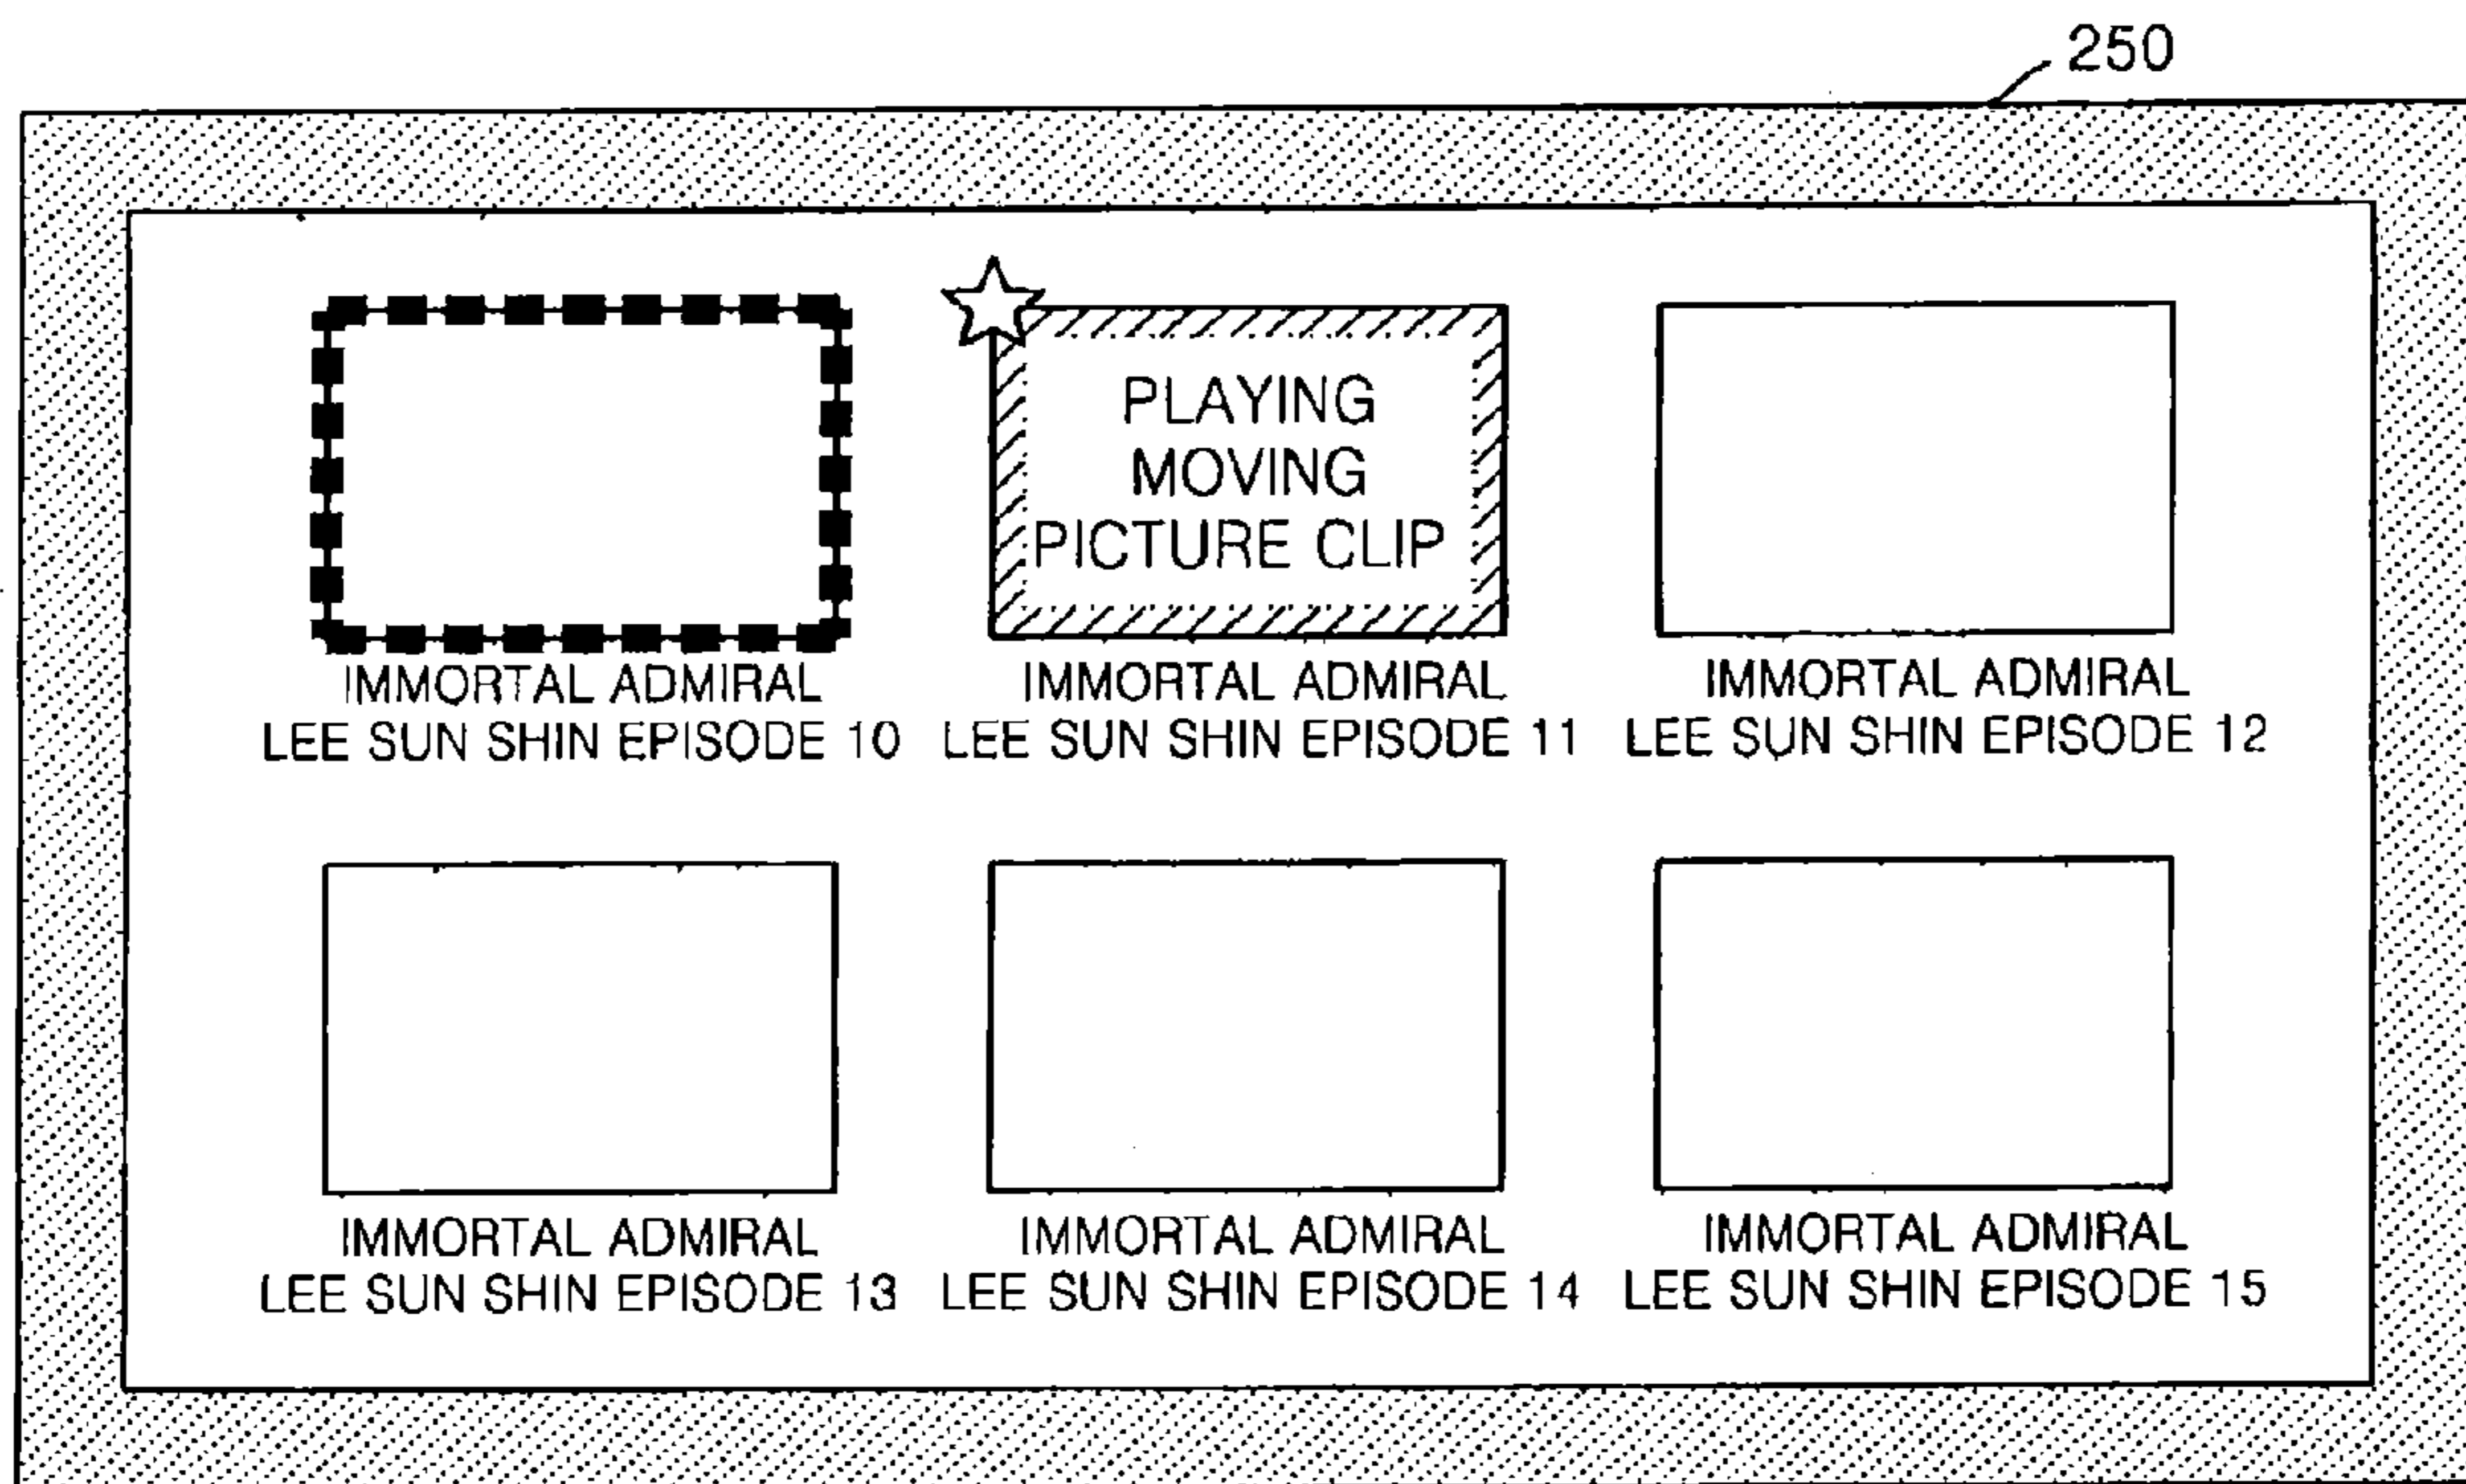 250
PLAYING
MOVING
PICTURE CLIP
IMMORTAL ADMIRAL
LEE SUN SHIN EPISODE 10
IMMORTAL ADMIRAL
LEE SUN SHIN EPISODE 11
IMMORTAL ADMIRAL
LEE SUN SHIN EPISODE 12
IMMORTAL ADMIRAL
LEE SUN SHIN EPISODE 13
IMMORTAL ADMIRAL
LEE SUN SHIN EPISODE 14
IMMORTAL ADMIRAL
LEE SUN SHIN EPISODE 15